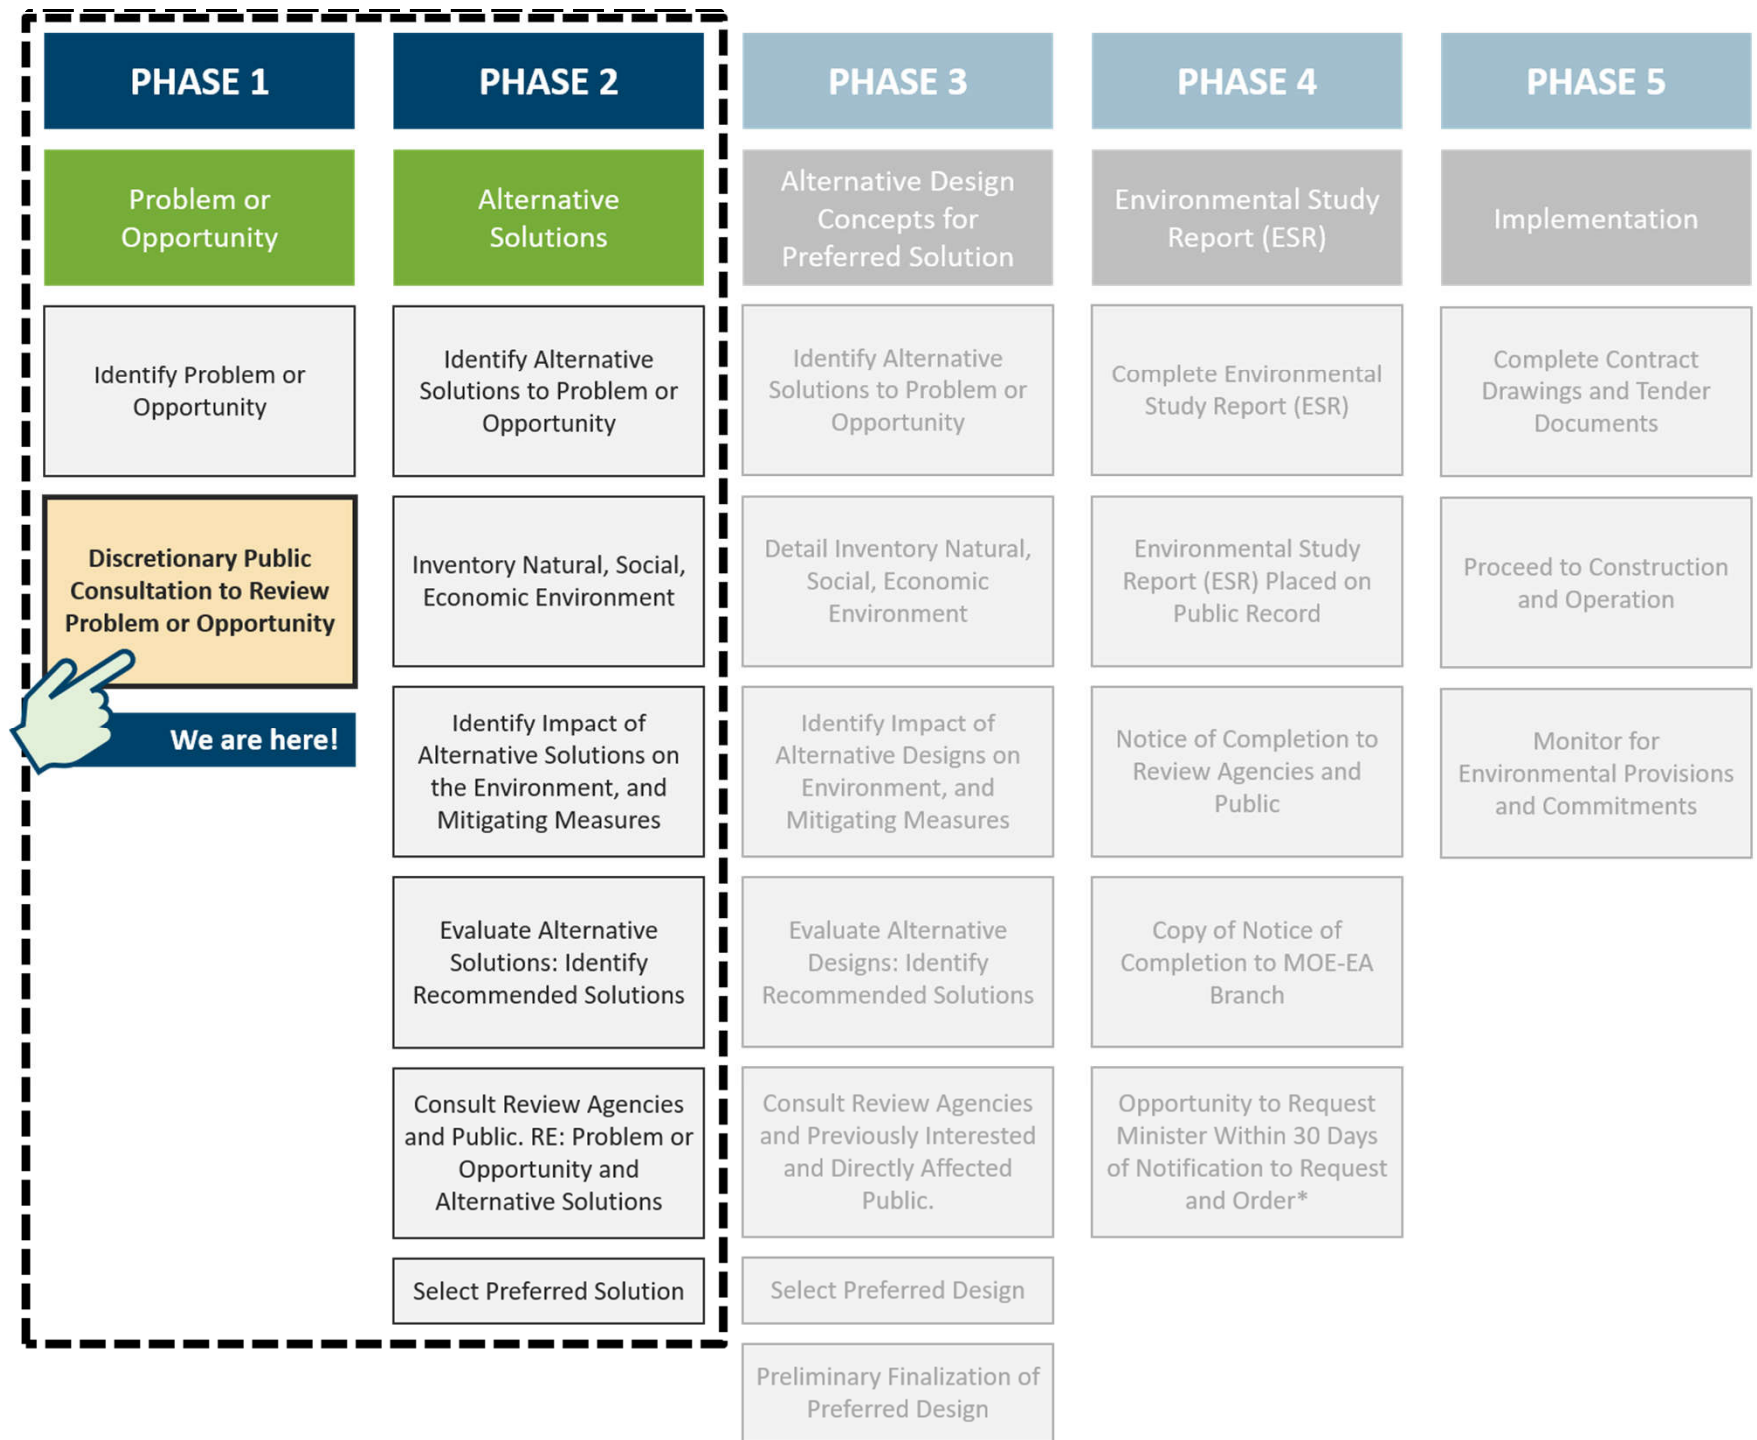 PHASE 1
Problem or
Opportunity
Identify Problem or
Opportunity
Discretionary Public
Consultation to Review
Problem or Opportunity
We are here!
PHASE 2
Alternative
Solutions
Identify Alternative
Solutions to Problem or
Opportunity
Inventory Natural, Social,
Economic Environment
Identify Impact of
Alternative Solutions on
the Environment, and
Mitigating Measures
Evaluate Alternative
Solutions: Identify
Recommended Solutions
Consult Review Agencies
and Public. RE: Problem or
Opportunity and
Alternative Solutions
Select Preferred Solution
PHASE 3
Alternative Design
Concepts for
Preferred Solution
Identify Alternative
Solutions to Problem or
Opportunity
Detail Inventory Natural,
Social, Economic
Environment
Identify Impact of
Alternative Designs on
Environment, and
Mitigating Measures
Evaluate Alternative
Designs: Identify
Recommended Solutions
Consult Review Agencies
and Previously Interested
and Directly Affected
Public.
Select Preferred Design
Preliminary Finalization of
Preferred Design
PHASE 4
Environmental Study
Report (ESR)
Complete Environmental
Study Report (ESR)
Environmental Study
Report (ESR) Placed on
Public Record
Notice of Completion to
Review Agencies and
Public
Copy of Notice of
Completion to MOE-EA
Branch
Opportunity to Request
Minister Within 30 Days
of Notification to Request
and Order*
PHASE 5
Implementation
Complete Contract
Drawings and Tender
Documents
Proceed to Construction
and Operation
Monitor for
Environmental Provisions
and Commitments